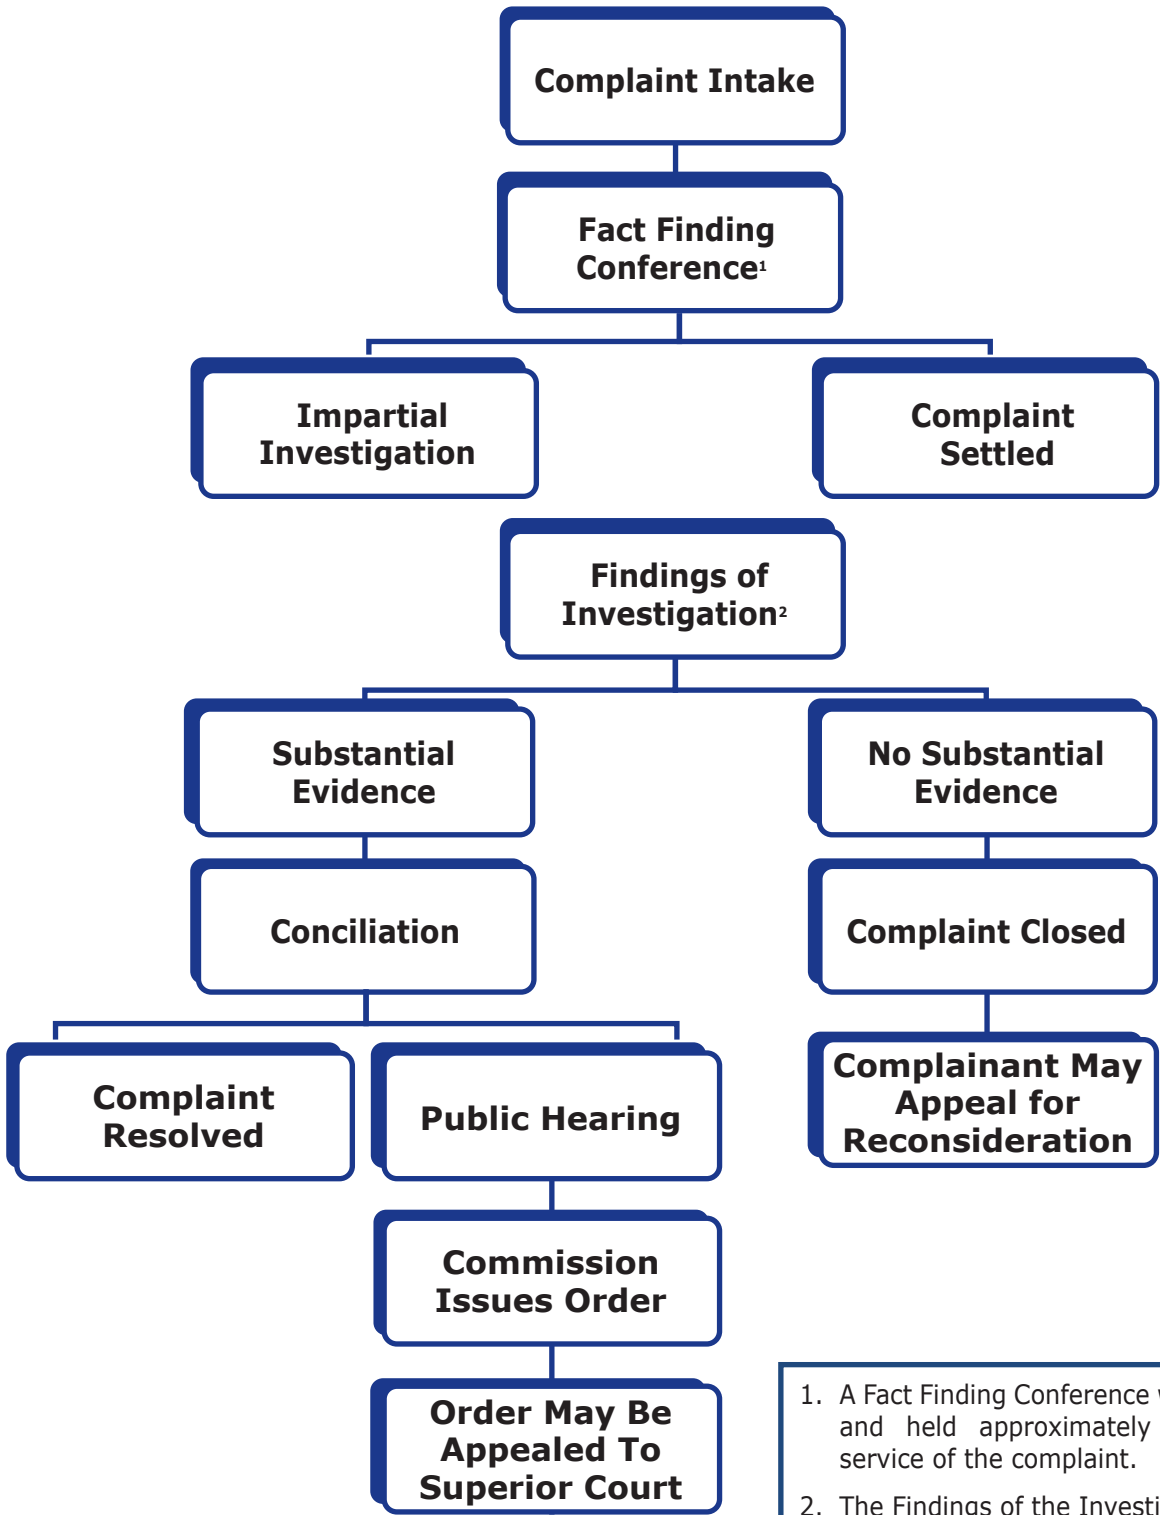 Complaint Intake
Fact Finding
Conference¹
Impartial
Investigation
Complaint
Settled
Findings of
Investigation²
Substantial
Evidence
No Substantial
Evidence
Conciliation
Complaint Closed
Complaint
Resolved
Public Hearing
Complainant May
Appeal for
Reconsideration
Commission
Issues Order
Order May Be
Appealed To
Superior Court
1. A Fact Finding Conference
and held approximately
service of the complaint.
2. The Findings of the